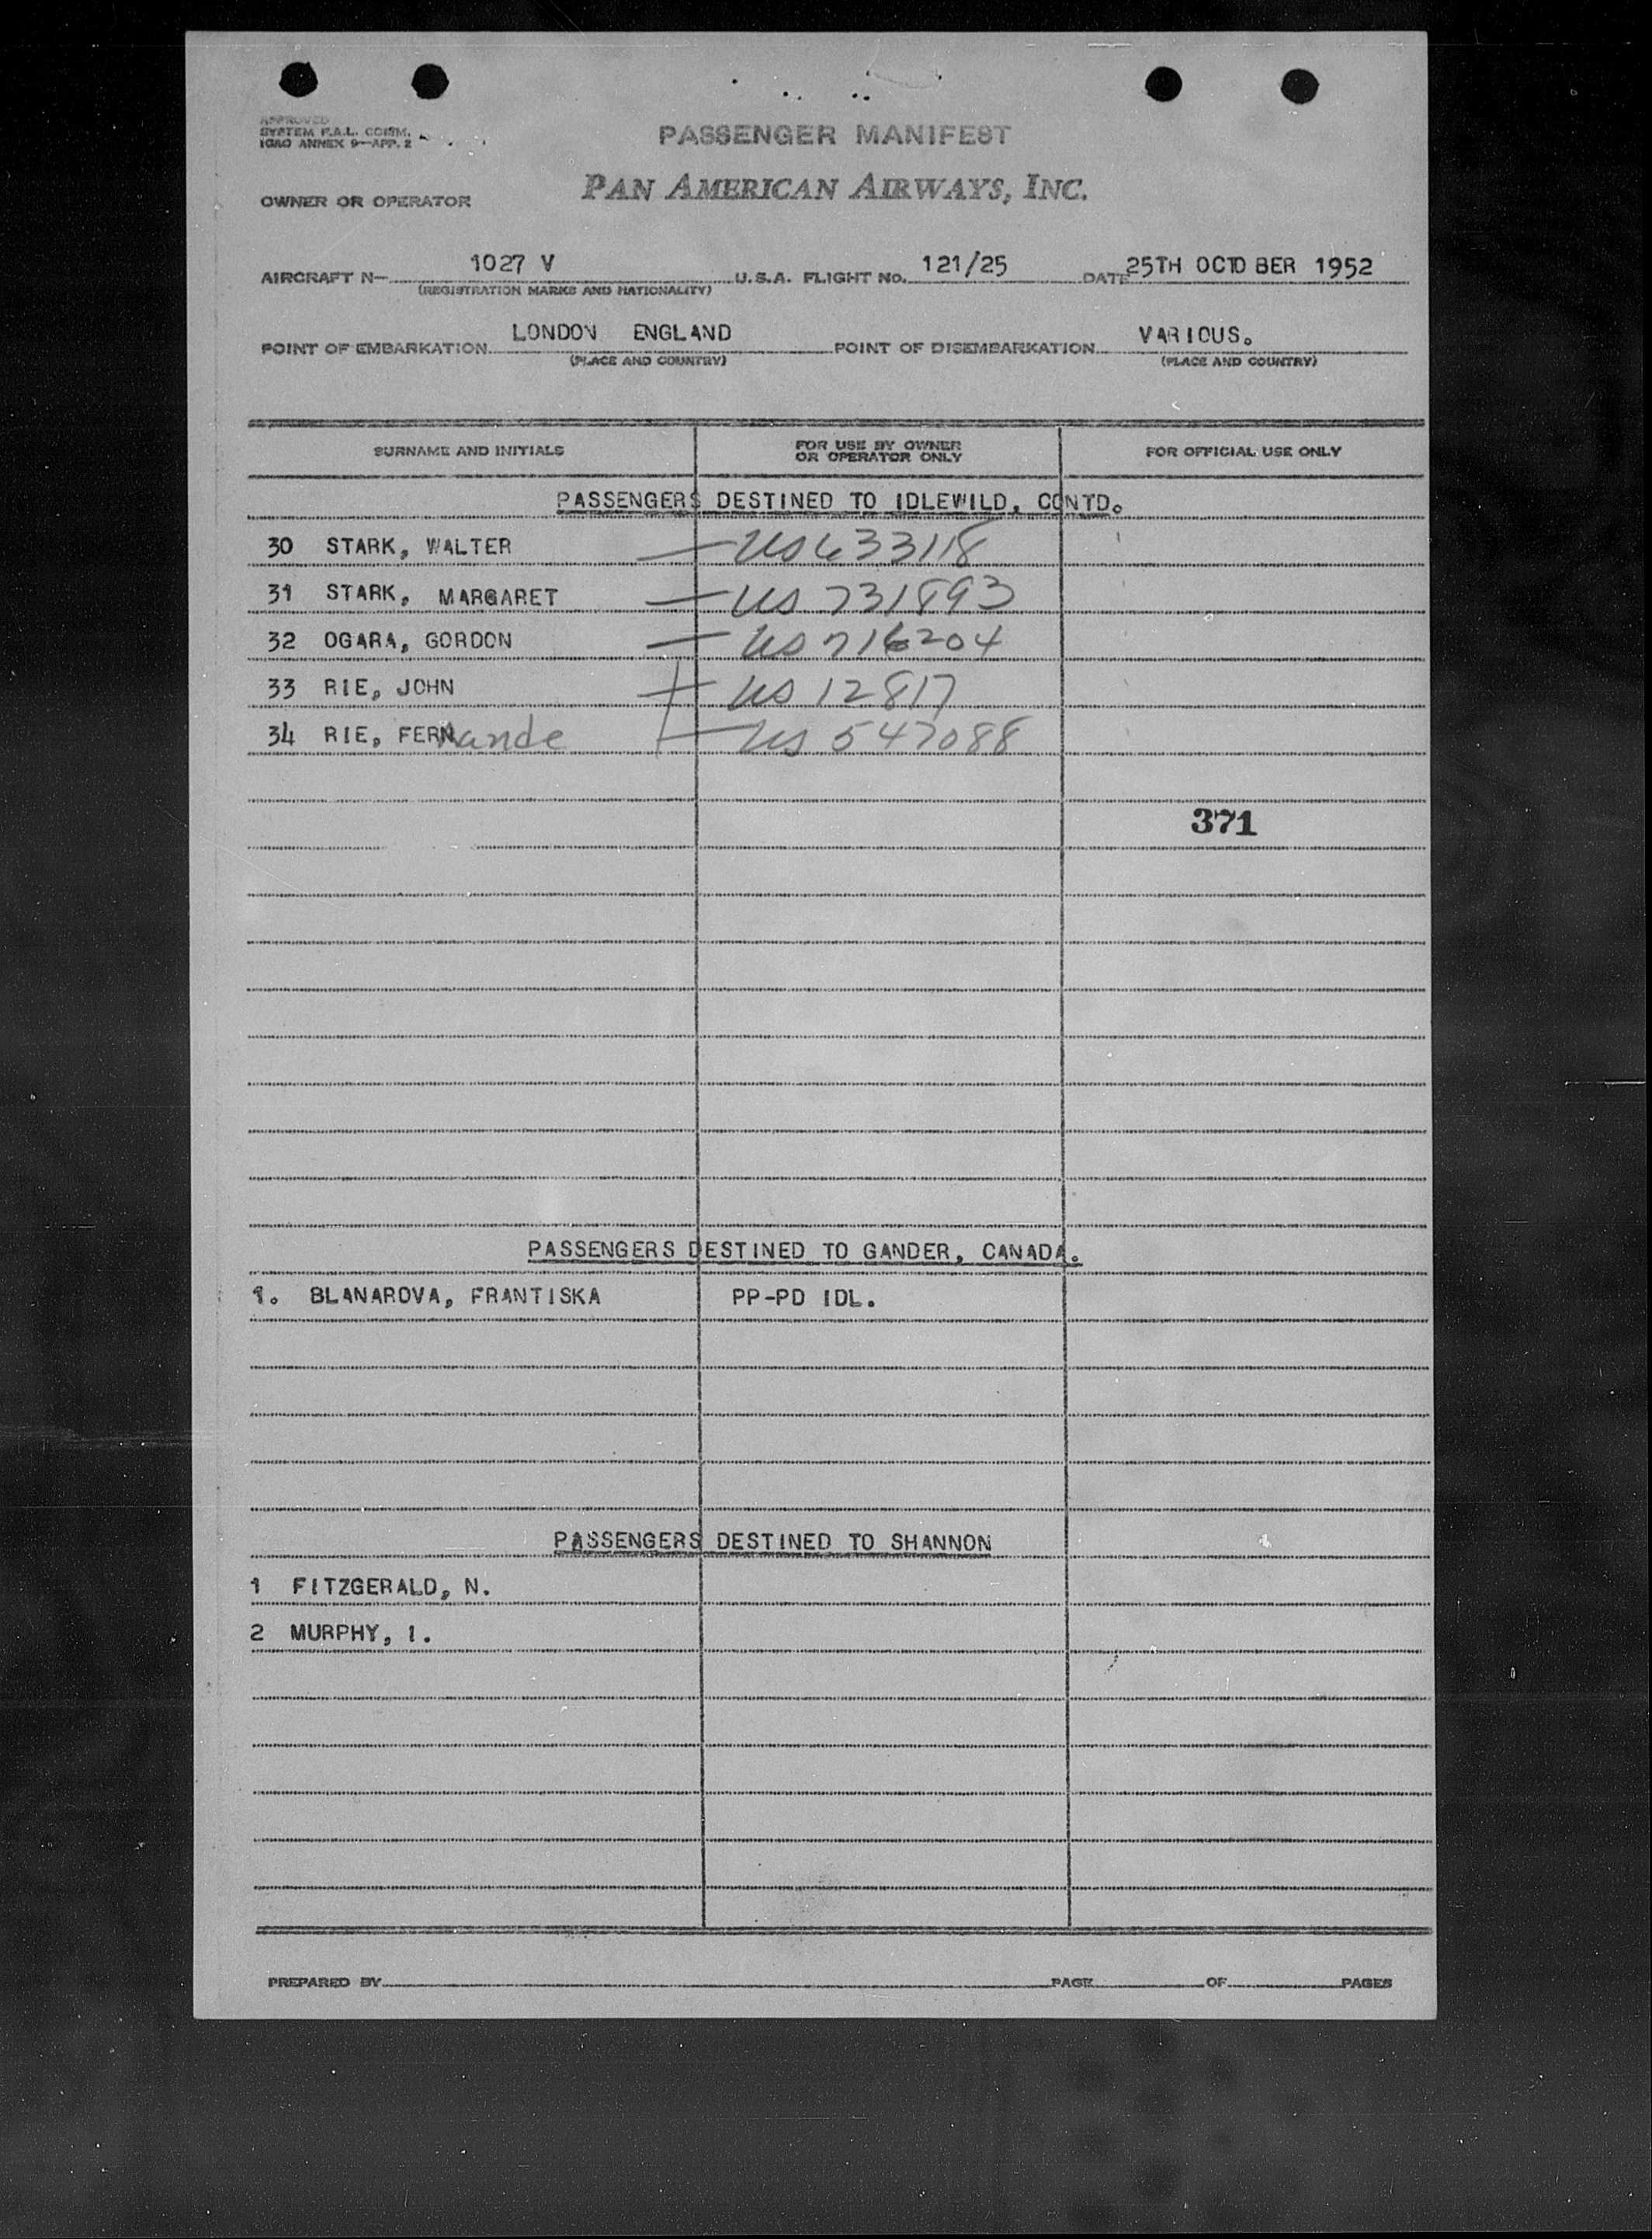 APPROVED
SYSTEM F.A.L. COMM.
ICAO ANNEX 9—APP. 2
PASSENGER MANIFEST
OWNER OR OPERATOR PAN AMERICAN AIRWAYS, INC.
AIRCRAFT N— 1027 V U.S.A. FLIGHT No. 121/25 DATE 25TH OCTOBER 1952
(REGISTRATION MARKS AND NATIONALITY)
POINT OF EMBARKATION LONDON ENGLAND POINT OF DISEMBARKATION VARIOUS.
(PLACE AND COUNTRY) (PLACE AND COUNTRY)
SURNAME AND INITIALS FOR USE BY OWNER OR OPERATOR ONLY FOR OFFICIAL USE ONLY
PASSENGERS DESTINED TO IDLEWILD, CONTD.
30 STARK, WALTER — US 633118
31 STARK, MARGARET — US 731893
32 OGARA, GORDON — US 716204
33 RIE, JOHN — US 12817
34 RIE, FERNande — US 547088
371
PASSENGERS DESTINED TO GANDER, CANADA.
1. BLANAROVA, FRANTISKA PP-PD IDL.
PASSENGERS DESTINED TO SHANNON
1 FITZGERALD, N.
2 MURPHY, I.
PREPARED BY PAGE OF PAGES